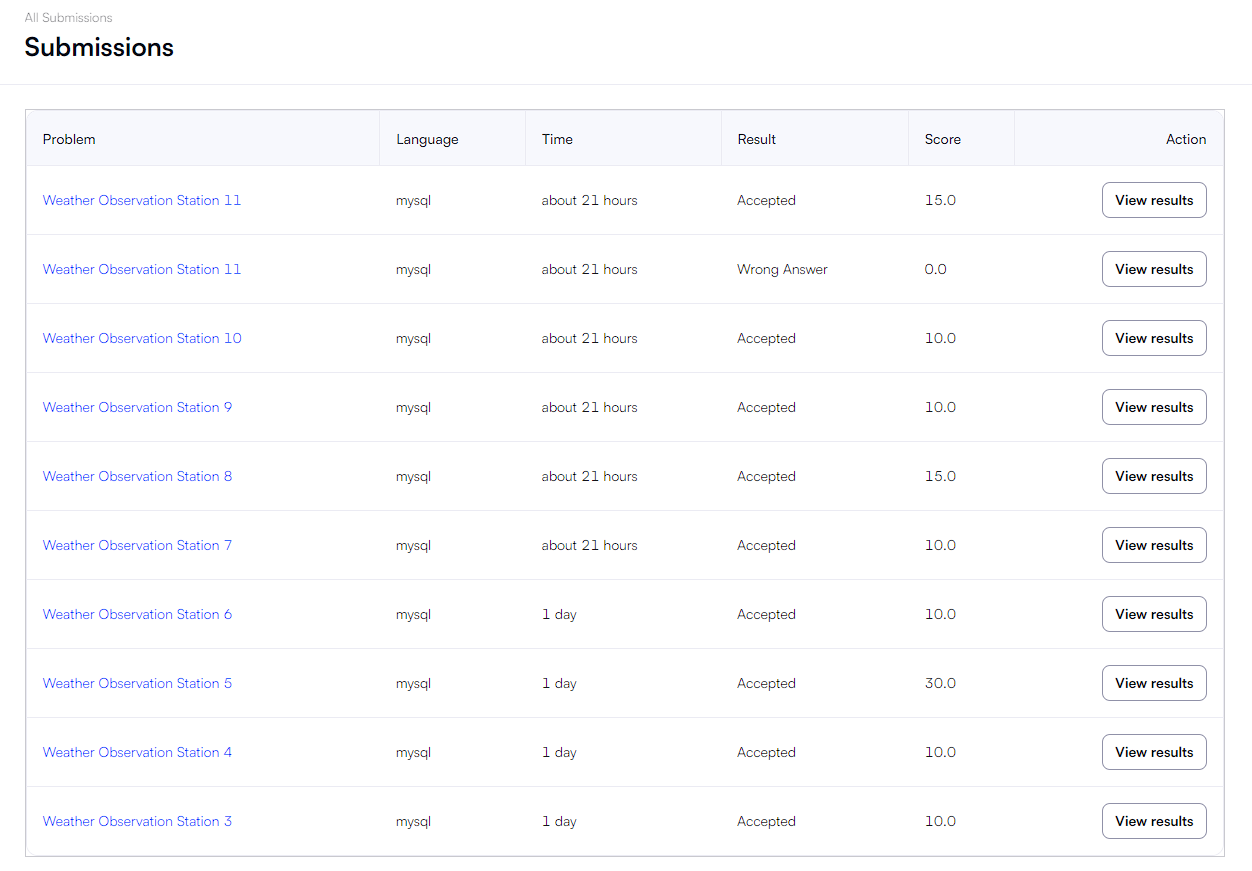 All Submissions
Submissions
Problem Language Time Result Score Action
Weather Observation Station 11 mysql about 21 hours Accepted 15.0 View results
Weather Observation Station 11 mysql about 21 hours Wrong Answer 0.0 View results
Weather Observation Station 10 mysql about 21 hours Accepted 10.0 View results
Weather Observation Station 9 mysql about 21 hours Accepted 10.0 View results
Weather Observation Station 8 mysql about 21 hours Accepted 15.0 View results
Weather Observation Station 7 mysql about 21 hours Accepted 10.0 View results
Weather Observation Station 6 mysql 1 day Accepted 10.0 View results
Weather Observation Station 5 mysql 1 day Accepted 30.0 View results
Weather Observation Station 4 mysql 1 day Accepted 10.0 View results
Weather Observation Station 3 mysql 1 day Accepted 10.0 View results